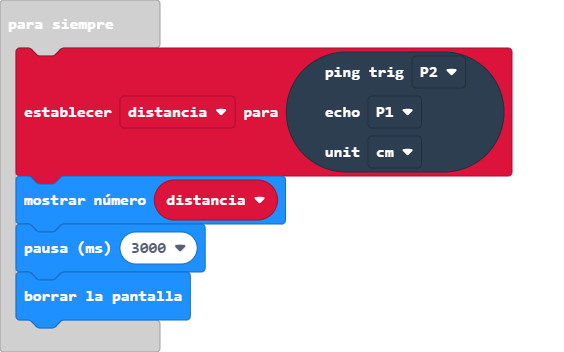 para siempre
ping trig P2
establecer distancia para
echo P1
unit cm
mostrar número distancia
pausa (ms) 3000
borrar la pantalla